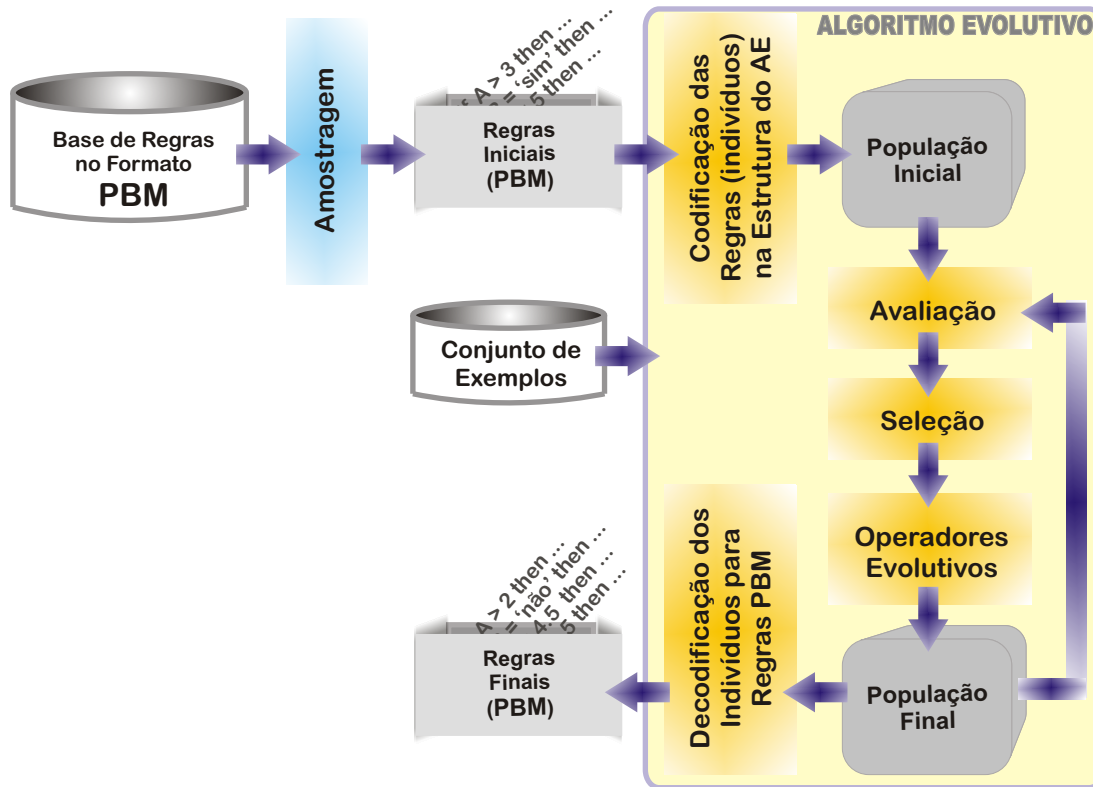 ALGORITMO EVOLUTIVO
Base de Regras
no Formato
PBM
Amostragem
A > 3 then ...
= 'sim' then ...
5 then ...
Regras
Iniciais
(PBM)
Codificação das
Regras (indivíduos)
na Estrutura do AE
População
Inicial
Avaliação
Conjunto de
Exemplos
Seleção
Operadores
Evolutivos
População
Final
Decodificação dos
Indivíduos para
Regras PBM
A > 2 then ...
= 'não' then ...
4.5 then ...
5 then ...
Regras
Finais
(PBM)